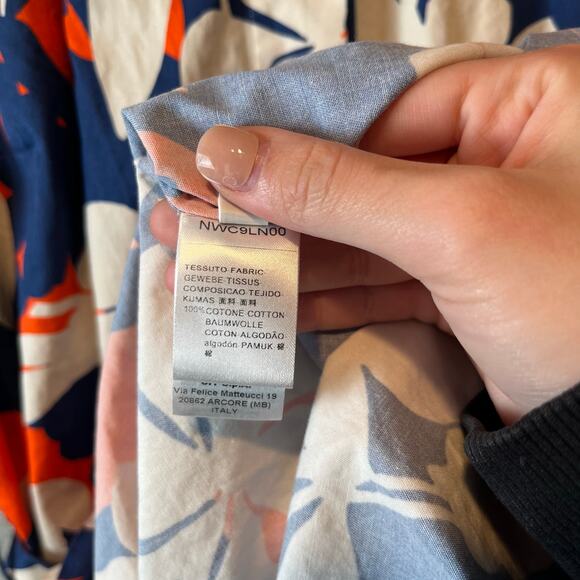 NWC9LN00
TESSUTO-FABRIC
GEWEBE-TISSUS
COMPOSICAO TEJIDO
KUMAS 面料 面料
100% COTONE COTTON
BAUMWOLLE
COTON ALGODÃO
algodón PAMUK 棉
棉
Via Felice Matteucci 19
20862 ARCORE (MB)
ITALY